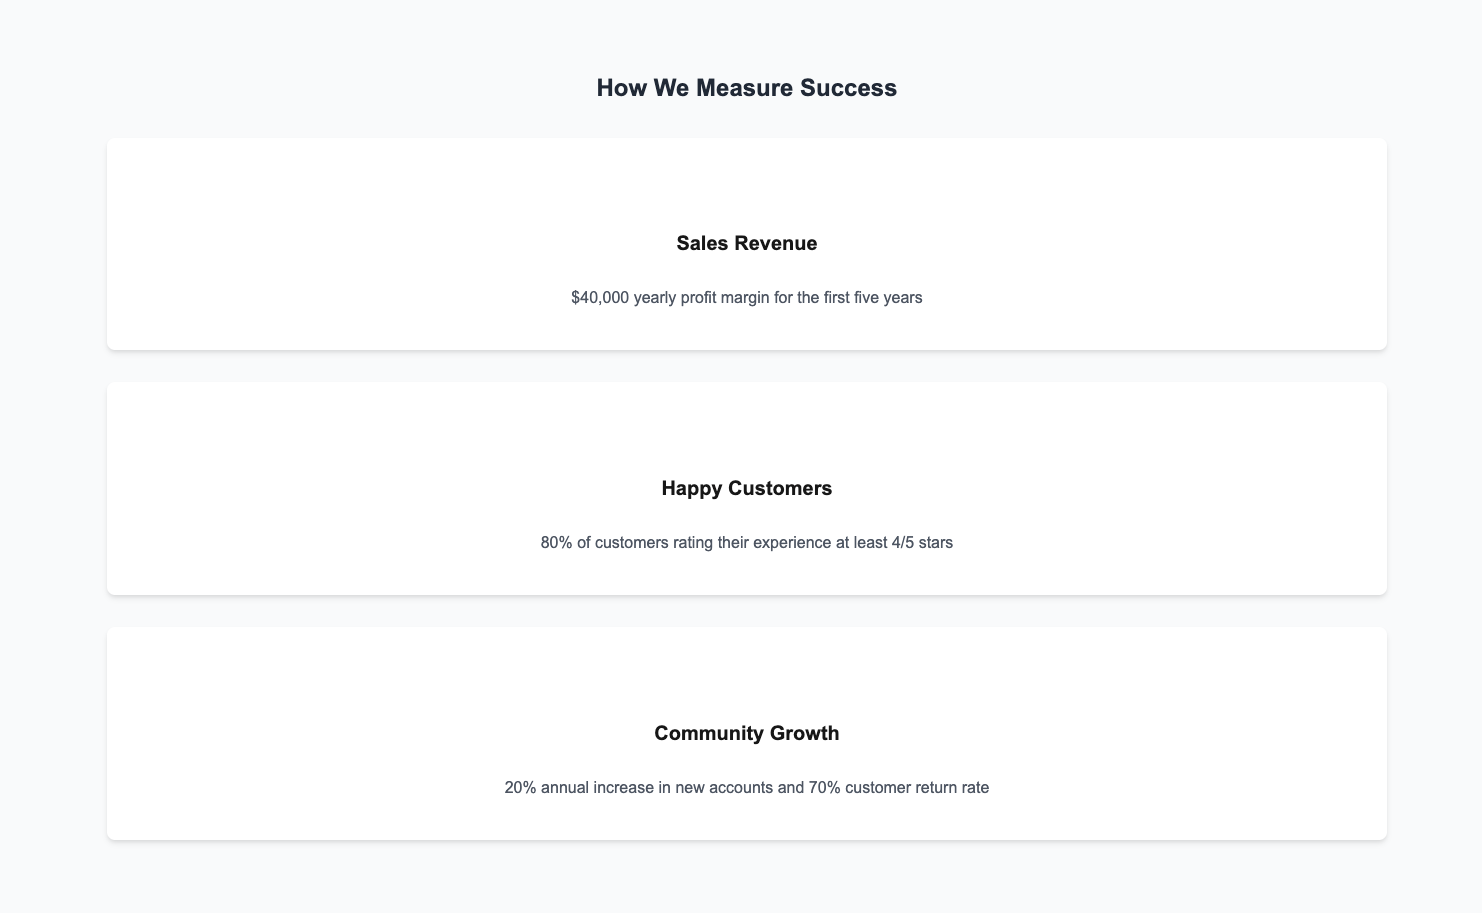 How We Measure Success
Sales Revenue
$40,000 yearly profit margin for the first five years
Happy Customers
80% of customers rating their experience at least 4/5 stars
Community Growth
20% annual increase in new accounts and 70% customer return rate